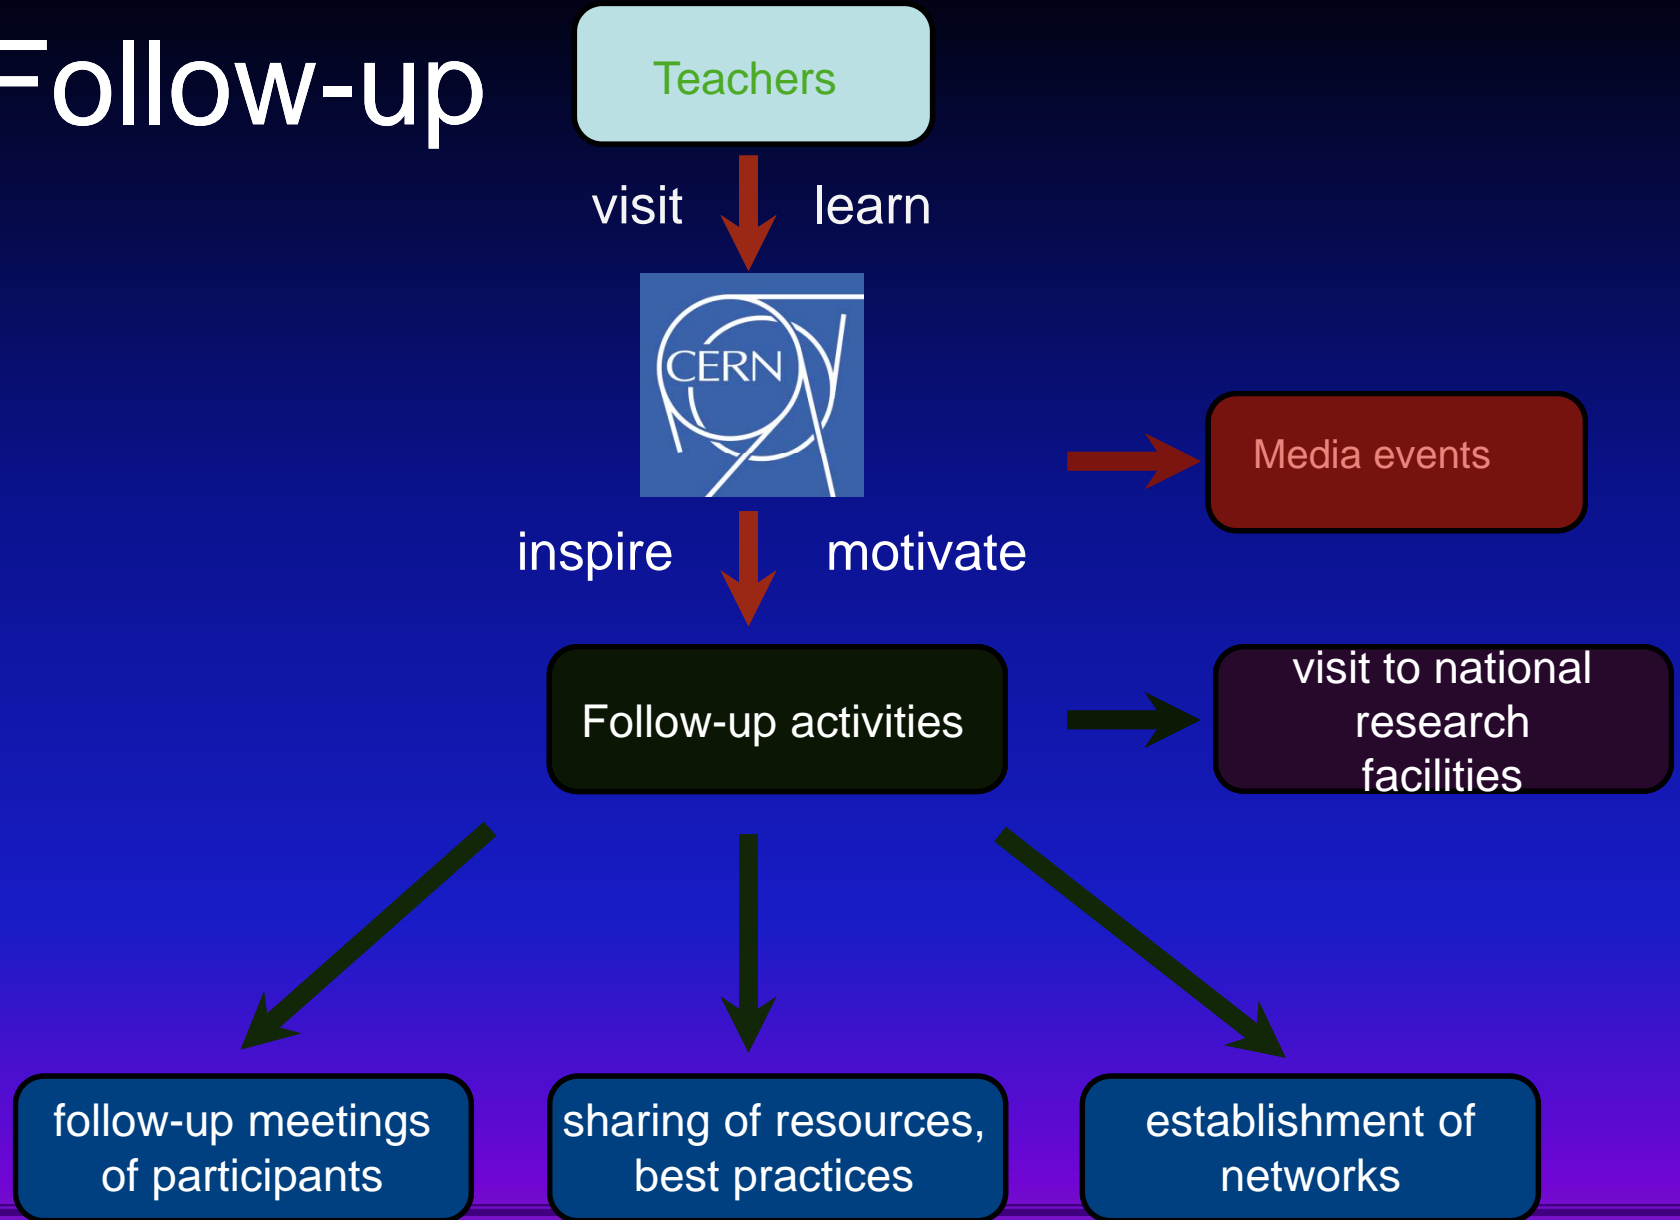 Follow-up
Teachers
visit
learn
CERN
Media events
inspire
motivate
Follow-up activities
visit to national
research
facilities
follow-up meetings
of participants
sharing of resources,
best practices
establishment of
networks